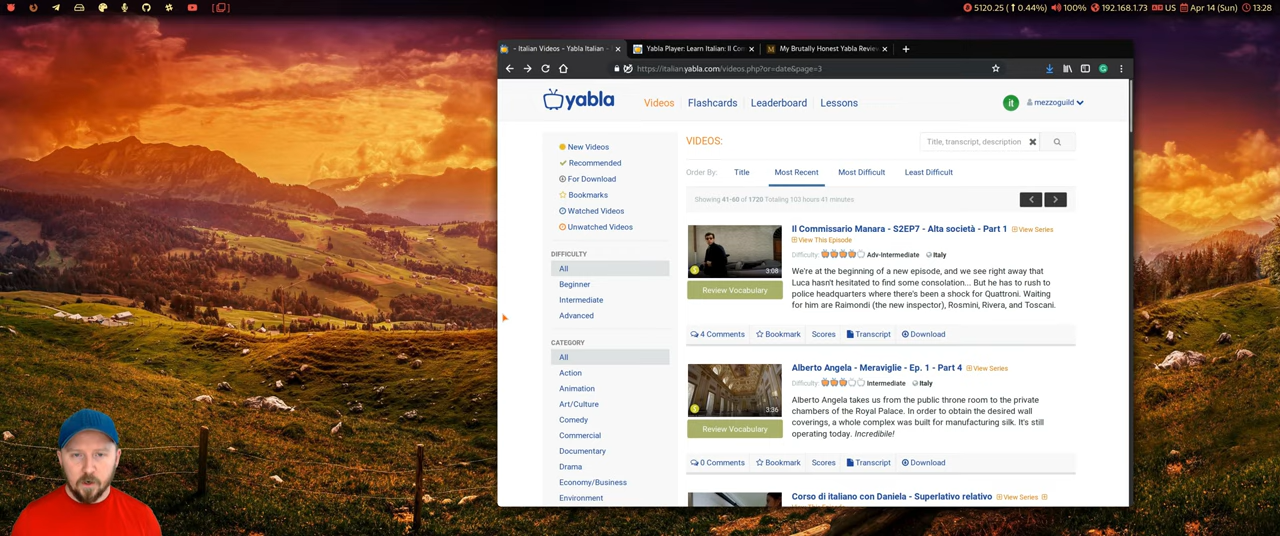 5120.25 (⬆ 0.44%) 100% 192.168.1.73 US Apr 14 (Sun) 13:28
- Italian Videos - Yabla Italian -
Yabla Player: Learn Italian: Il Com
My Brutally Honest Yabla Revie
https://italian.yabla.com/videos.php?or=date&page=3
yabla
Videos
Flashcards
Leaderboard
Lessons
it
mezzoguild
New Videos
Recommended
For Download
Bookmarks
Watched Videos
Unwatched Videos
DIFFICULTY
All
Beginner
Intermediate
Advanced
CATEGORY
All
Action
Animation
Art/Culture
Comedy
Commercial
Documentary
Drama
Economy/Business
Environment
VIDEOS:
Title, transcript, description
Order By: Title Most Recent Most Difficult Least Difficult
Showing 41-60 of 1720 Totaling 103 hours 41 minutes
Il Commissario Manara - S2EP7 - Alta società - Part 1 View Series
View This Episode
Difficulty: Adv-Intermediate Italy
3:08
We're at the beginning of a new episode, and we see right away that
Luca hasn't hesitated to find some consolation... But he has to rush to
police headquarters where there's been a shock for Quattroni. Waiting
for him are Raimondi (the new inspector), Rosmini, Rivera, and Toscani.
Review Vocabulary
4 Comments Bookmark Scores Transcript Download
Alberto Angela - Meraviglie - Ep. 1 - Part 4 View Series
Difficulty: Intermediate Italy
3:36
Alberto Angela takes us from the public throne room to the private
chambers of the Royal Palace. In order to obtain the desired wall
coverings, a whole complex was built for manufacturing silk. It's still
operating today. Incredibile!
Review Vocabulary
0 Comments Bookmark Scores Transcript Download
Corso di italiano con Daniela - Superlativo relativo View Series